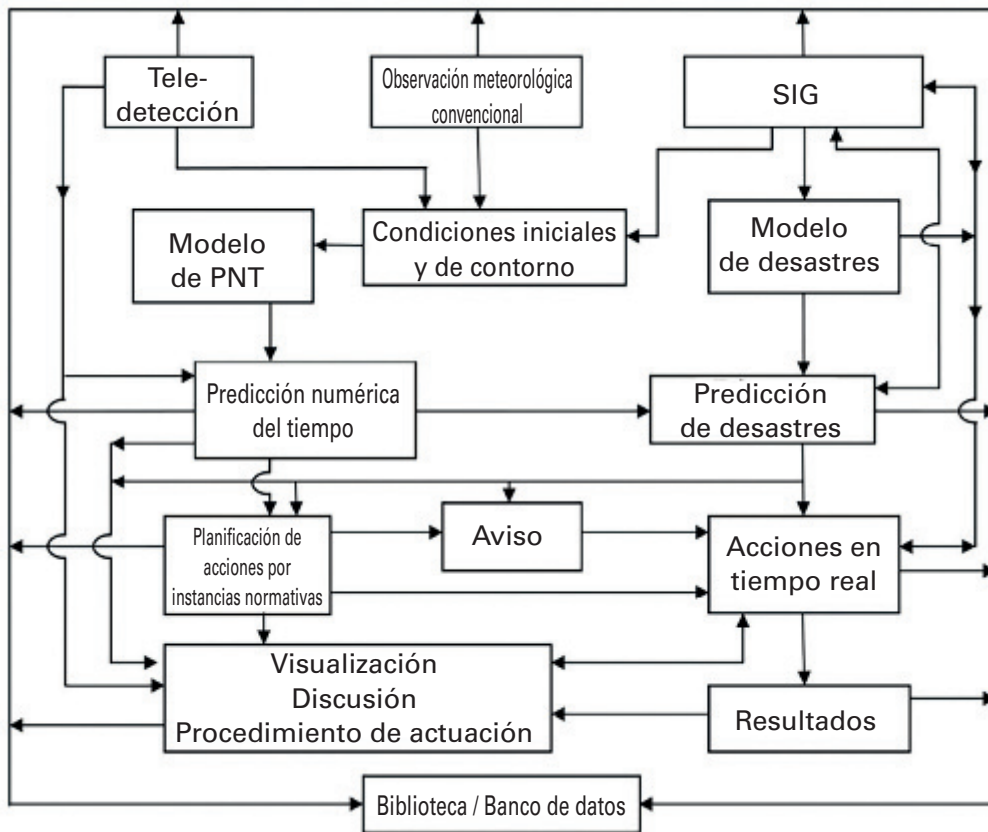 Tele-
detección
Observación meteorológica
convencional
SIG
Modelo
de PNT
Condiciones iniciales
y de contorno
Modelo
de desastres
Predicción numérica
del tiempo
Predicción
de desastres
Planificación de
acciones por
instancias normativas
Aviso
Acciones en
tiempo real
Visualización
Discusión
Procedimiento de actuación
Resultados
Biblioteca / Banco de datos